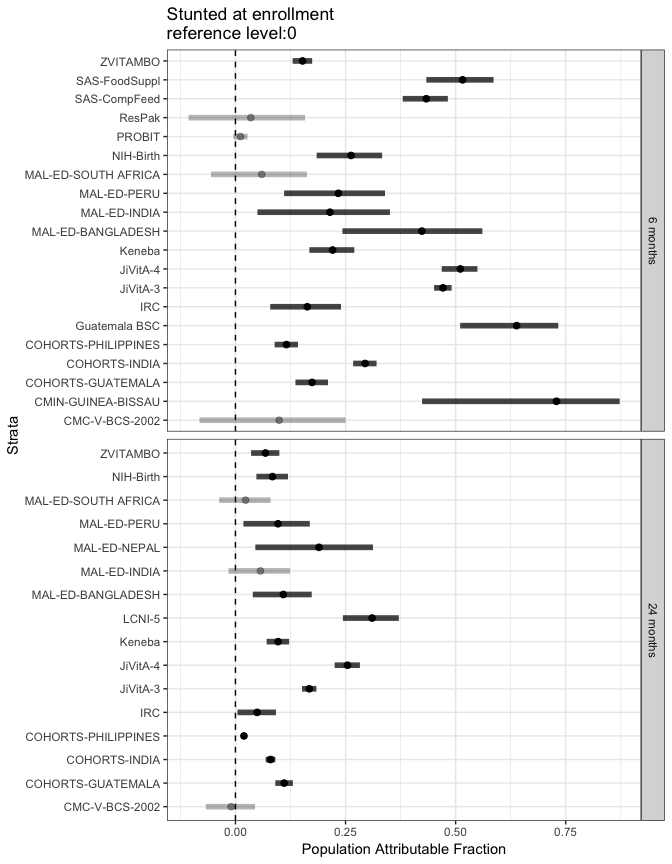 Stunted at enrollment
reference level:0
Strata
ZVITAMBO
SAS-FoodSuppl
SAS-CompFeed
ResPak
PROBIT
NIH-Birth
MAL-ED-SOUTH AFRICA
MAL-ED-PERU
MAL-ED-INDIA
MAL-ED-BANGLADESH
Keneba
JiVitA-4
JiVitA-3
IRC
Guatemala BSC
COHORTS-PHILIPPINES
COHORTS-INDIA
COHORTS-GUATEMALA
CMIN-GUINEA-BISSAU
CMC-V-BCS-2002
6 months
ZVITAMBO
NIH-Birth
MAL-ED-SOUTH AFRICA
MAL-ED-PERU
MAL-ED-NEPAL
MAL-ED-INDIA
MAL-ED-BANGLADESH
LCNI-5
Keneba
JiVitA-4
JiVitA-3
IRC
COHORTS-PHILIPPINES
COHORTS-INDIA
COHORTS-GUATEMALA
CMC-V-BCS-2002
24 months
0.00 0.25 0.50 0.75
Population Attributable Fraction